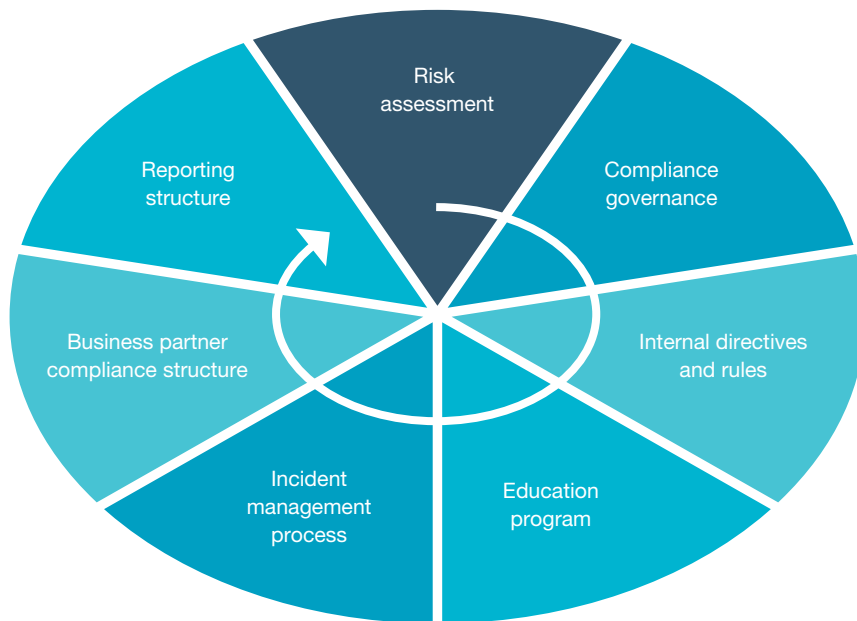 Risk
assessment
Compliance
governance
Internal directives
and rules
Education
program
Incident
management
process
Business partner
compliance structure
Reporting
structure